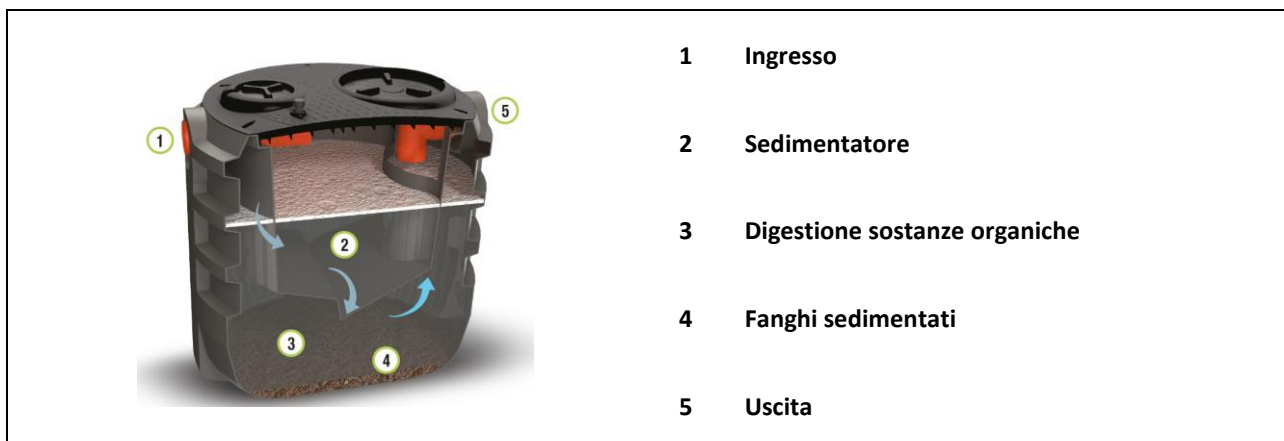 1 Ingresso
2 Sedimentatore
3 Digestione sostanze organiche
4 Fanghi sedimentati
5 Uscita
1
5
2
3
4